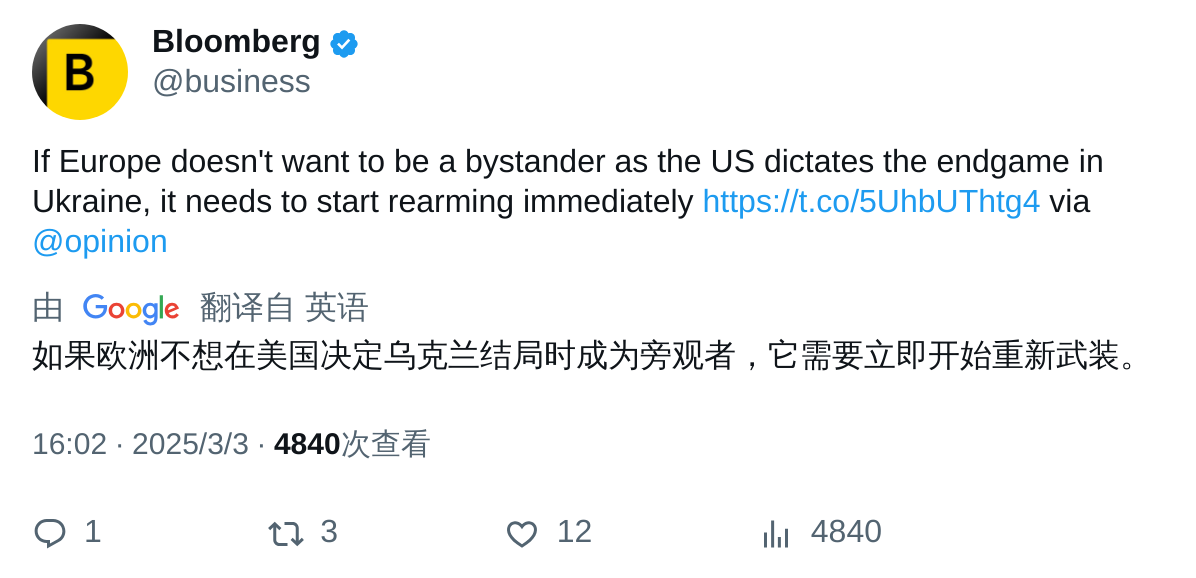 B
Bloomberg
@business
If Europe doesn't want to be a bystander as the US dictates the endgame in
Ukraine, it needs to start rearming immediately https://t.co/5UhbUThtg4 via
@opinion
由 Google 翻译自 英语
如果欧洲不想在美国决定乌克兰结局时成为旁观者，它需要立即开始重新武装。
16:02 · 2025/3/3 · 4840次查看
1 3 12 4840